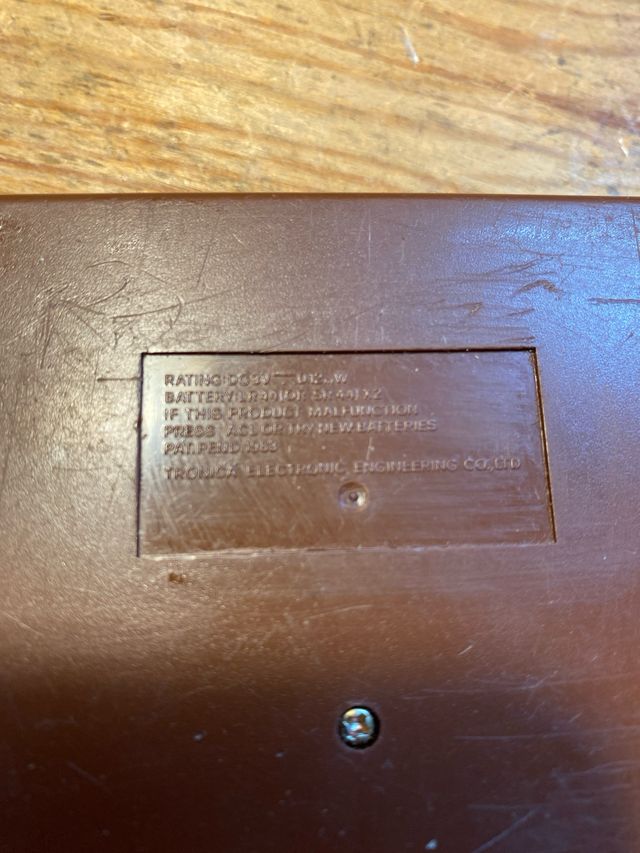 RATING:DC3V
BATTERY:LR44(OR SR44)X2
IF THIS PRODUCT MALFUNCTION
PRESS ACL OR TRY NEW BATTERIES
PAT.PEND 1983
TRONICA ELECTRONIC ENGINEERING CO.,LTD